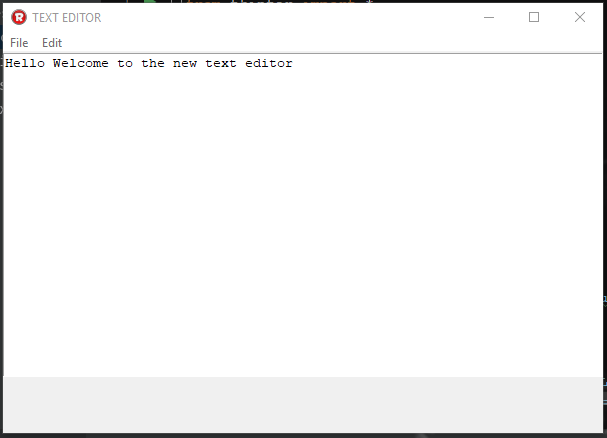 TEXT EDITOR
File Edit
Hello Welcome to the new text editor